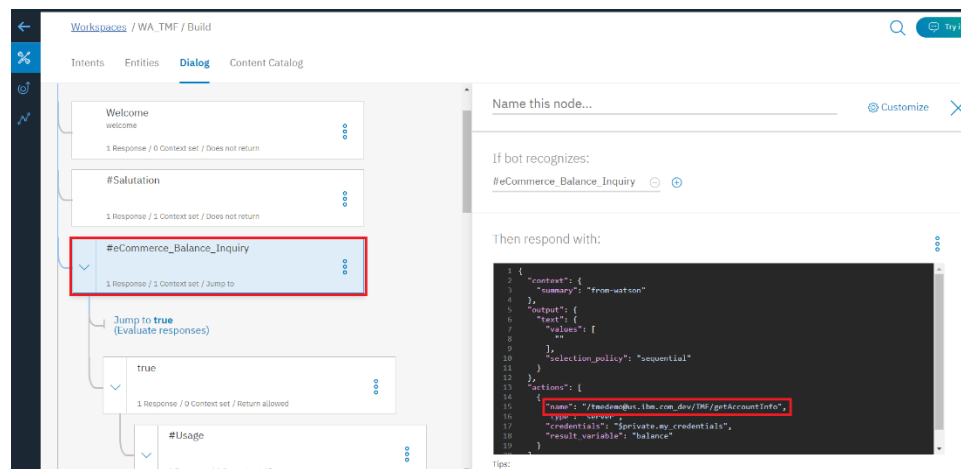 Workspaces / WA_TMF / Build
Try i
Intents Entities Dialog Content Catalog
Welcome
welcome
1 Response / 0 Context set / Does not return
#Salutation
1 Response / 1 Context set / Does not return
#eCommerce_Balance_Inquiry
1 Response / 1 Context set / Jump to
Jump to true
(Evaluate responses)
true
1 Response / 0 Context set / Return allowed
#Usage
Name this node...
Customize
If bot recognizes:
#eCommerce_Balance_Inquiry
Then respond with:
1 {
2 "context": {
3 "summary": "from-watson"
4 },
5 "output": {
6 "text": {
7 "values": [
8 ""
9 ],
10 "selection_policy": "sequential"
11 }
12 },
13 "actions": [
14 {
15 "name": "/tmedemo@us.ibm.com_dev/TMF/getAccountInfo",
16 "type": "server",
17 "credentials": "$private.my_credentials",
18 "result_variable": "balance"
19 }
Tips: